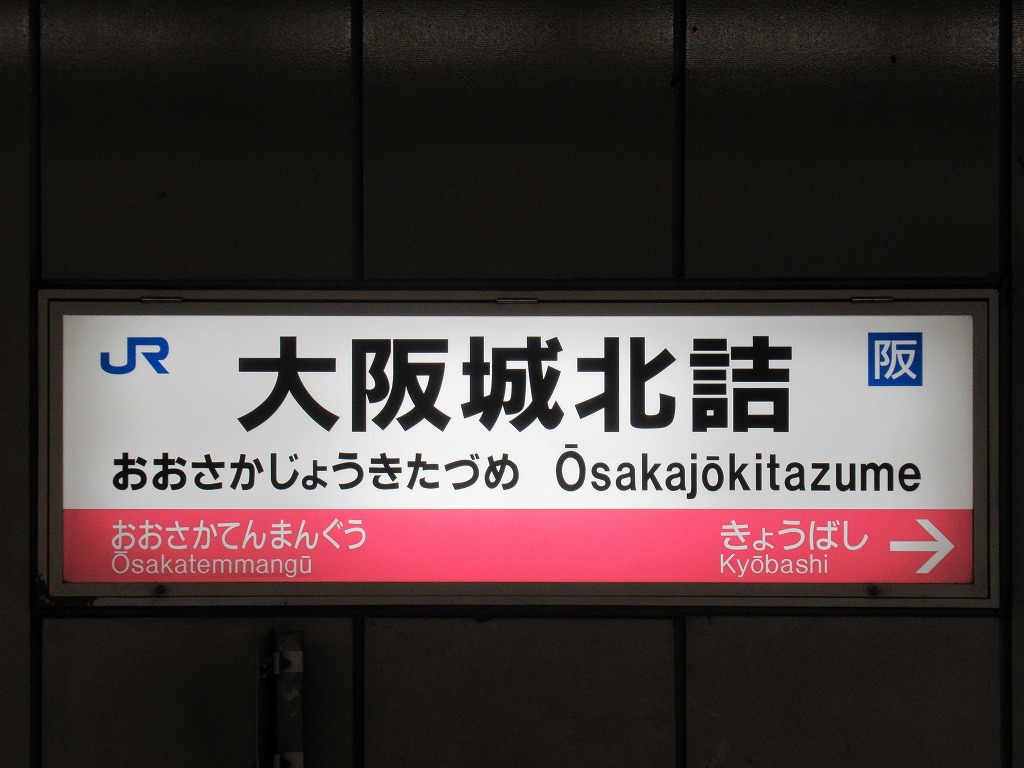 JR 大阪城北詰 阪
おおさかじょうきたづめ Ōsakajōkitazume
おおさかてんまんぐう きょうばし →
Ōsakatemmangū Kyōbashi